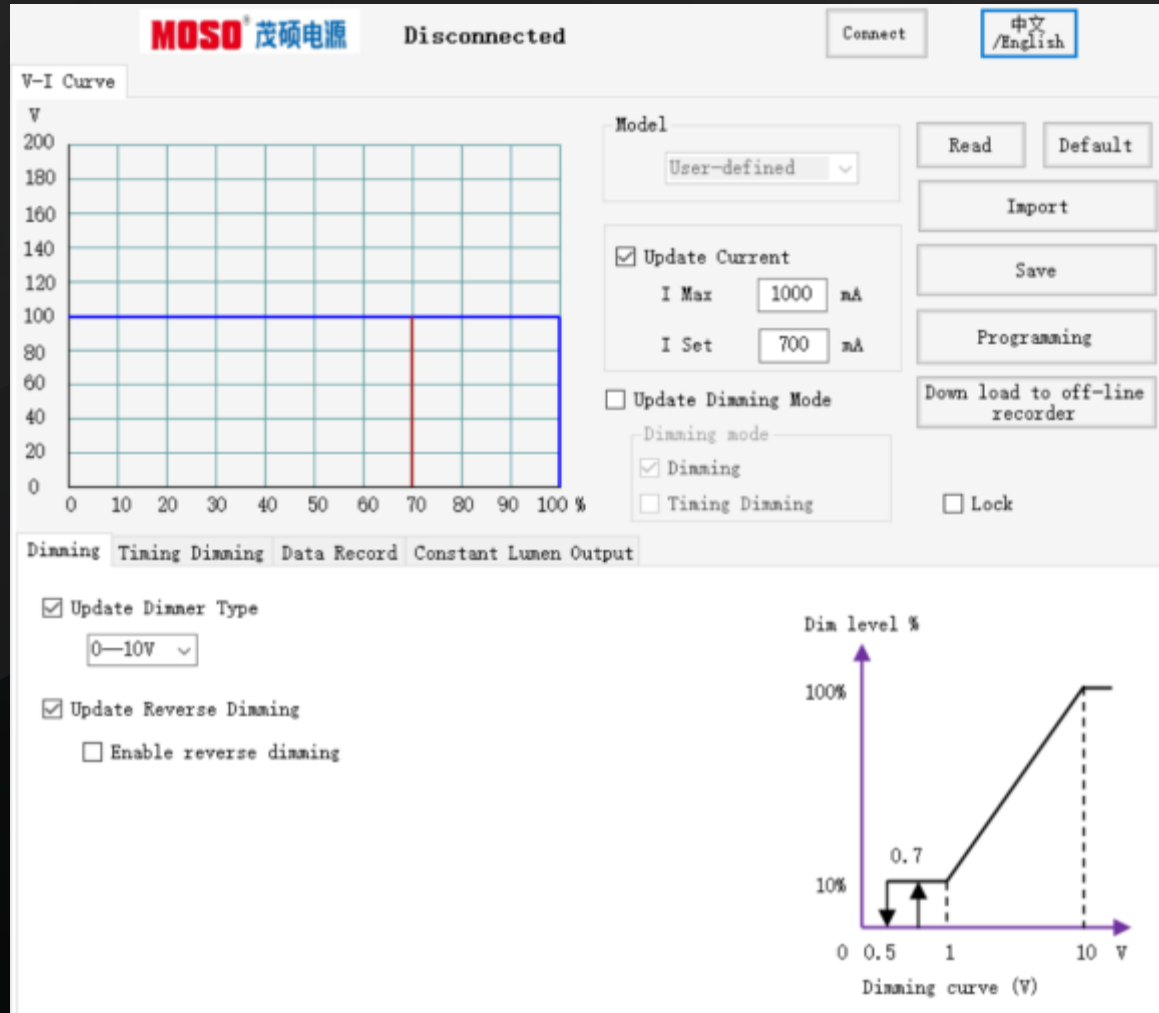 MOSO® 茂硕电源 Disconnected Connect 中文
/English
V-I Curve
V
200
180
160
140
120
100
80
60
40
20
0
0 10 20 30 40 50 60 70 80 90 100 %
Model
User-defined
Update Current
I Max 1000 mA
I Set 700 mA
Update Dimming Mode
Dimming mode
Dimming
Timing Dimming
Read Default
Import
Save
Programming
Down load to off-line
recorder
Lock
Dimming Timing Dimming Data Record Constant Lumen Output
Update Dimmer Type
0—10V
Update Reverse Dimming
Enable reverse dimming
Dim level %
100%
0.7
10%
0 0.5 1 10 V
Dimming curve (V)